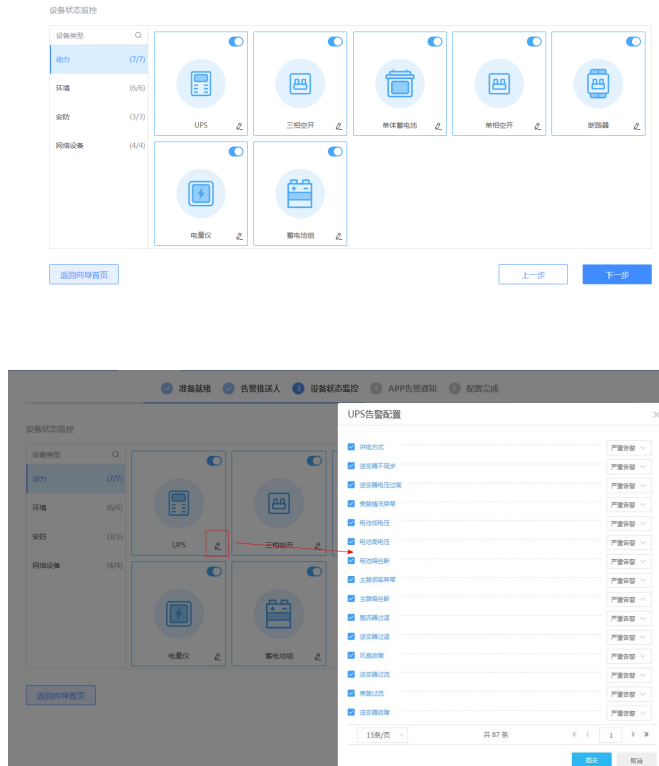 设备状态监控
设备类型
动力 (7/7)
环境 (6/6)
安防 (3/3)
网络设备 (4/4)
UPS
三相空开
单体蓄电池
单相空开
断路器
电量仪
蓄电池组
返回向导首页
上一步
下一步
准备就绪
告警推送人
3 设备状态监控
4 APP告警通知
5 配置完成
设备状态监控
设备类型
动力 (7/7)
环境 (6/6)
安防 (3/3)
网络设备 (4/4)
UPS
三相空开
电量仪
蓄电池组
返回向导首页
UPS告警配置
供电方式 严重告警
逆变器不同步 严重告警
逆变器电压过高 严重告警
旁路情况异常 严重告警
电池低电压 严重告警
电池高电压 严重告警
电池熔丝断 严重告警
主路频率异常 严重告警
主路熔丝断 严重告警
整流器过温 严重告警
逆变器过温 严重告警
风扇故障 严重告警
逆变器过流 严重告警
旁路过流 严重告警
逆变器故障 严重告警
15条/页 共 87 条 1
提交 取消